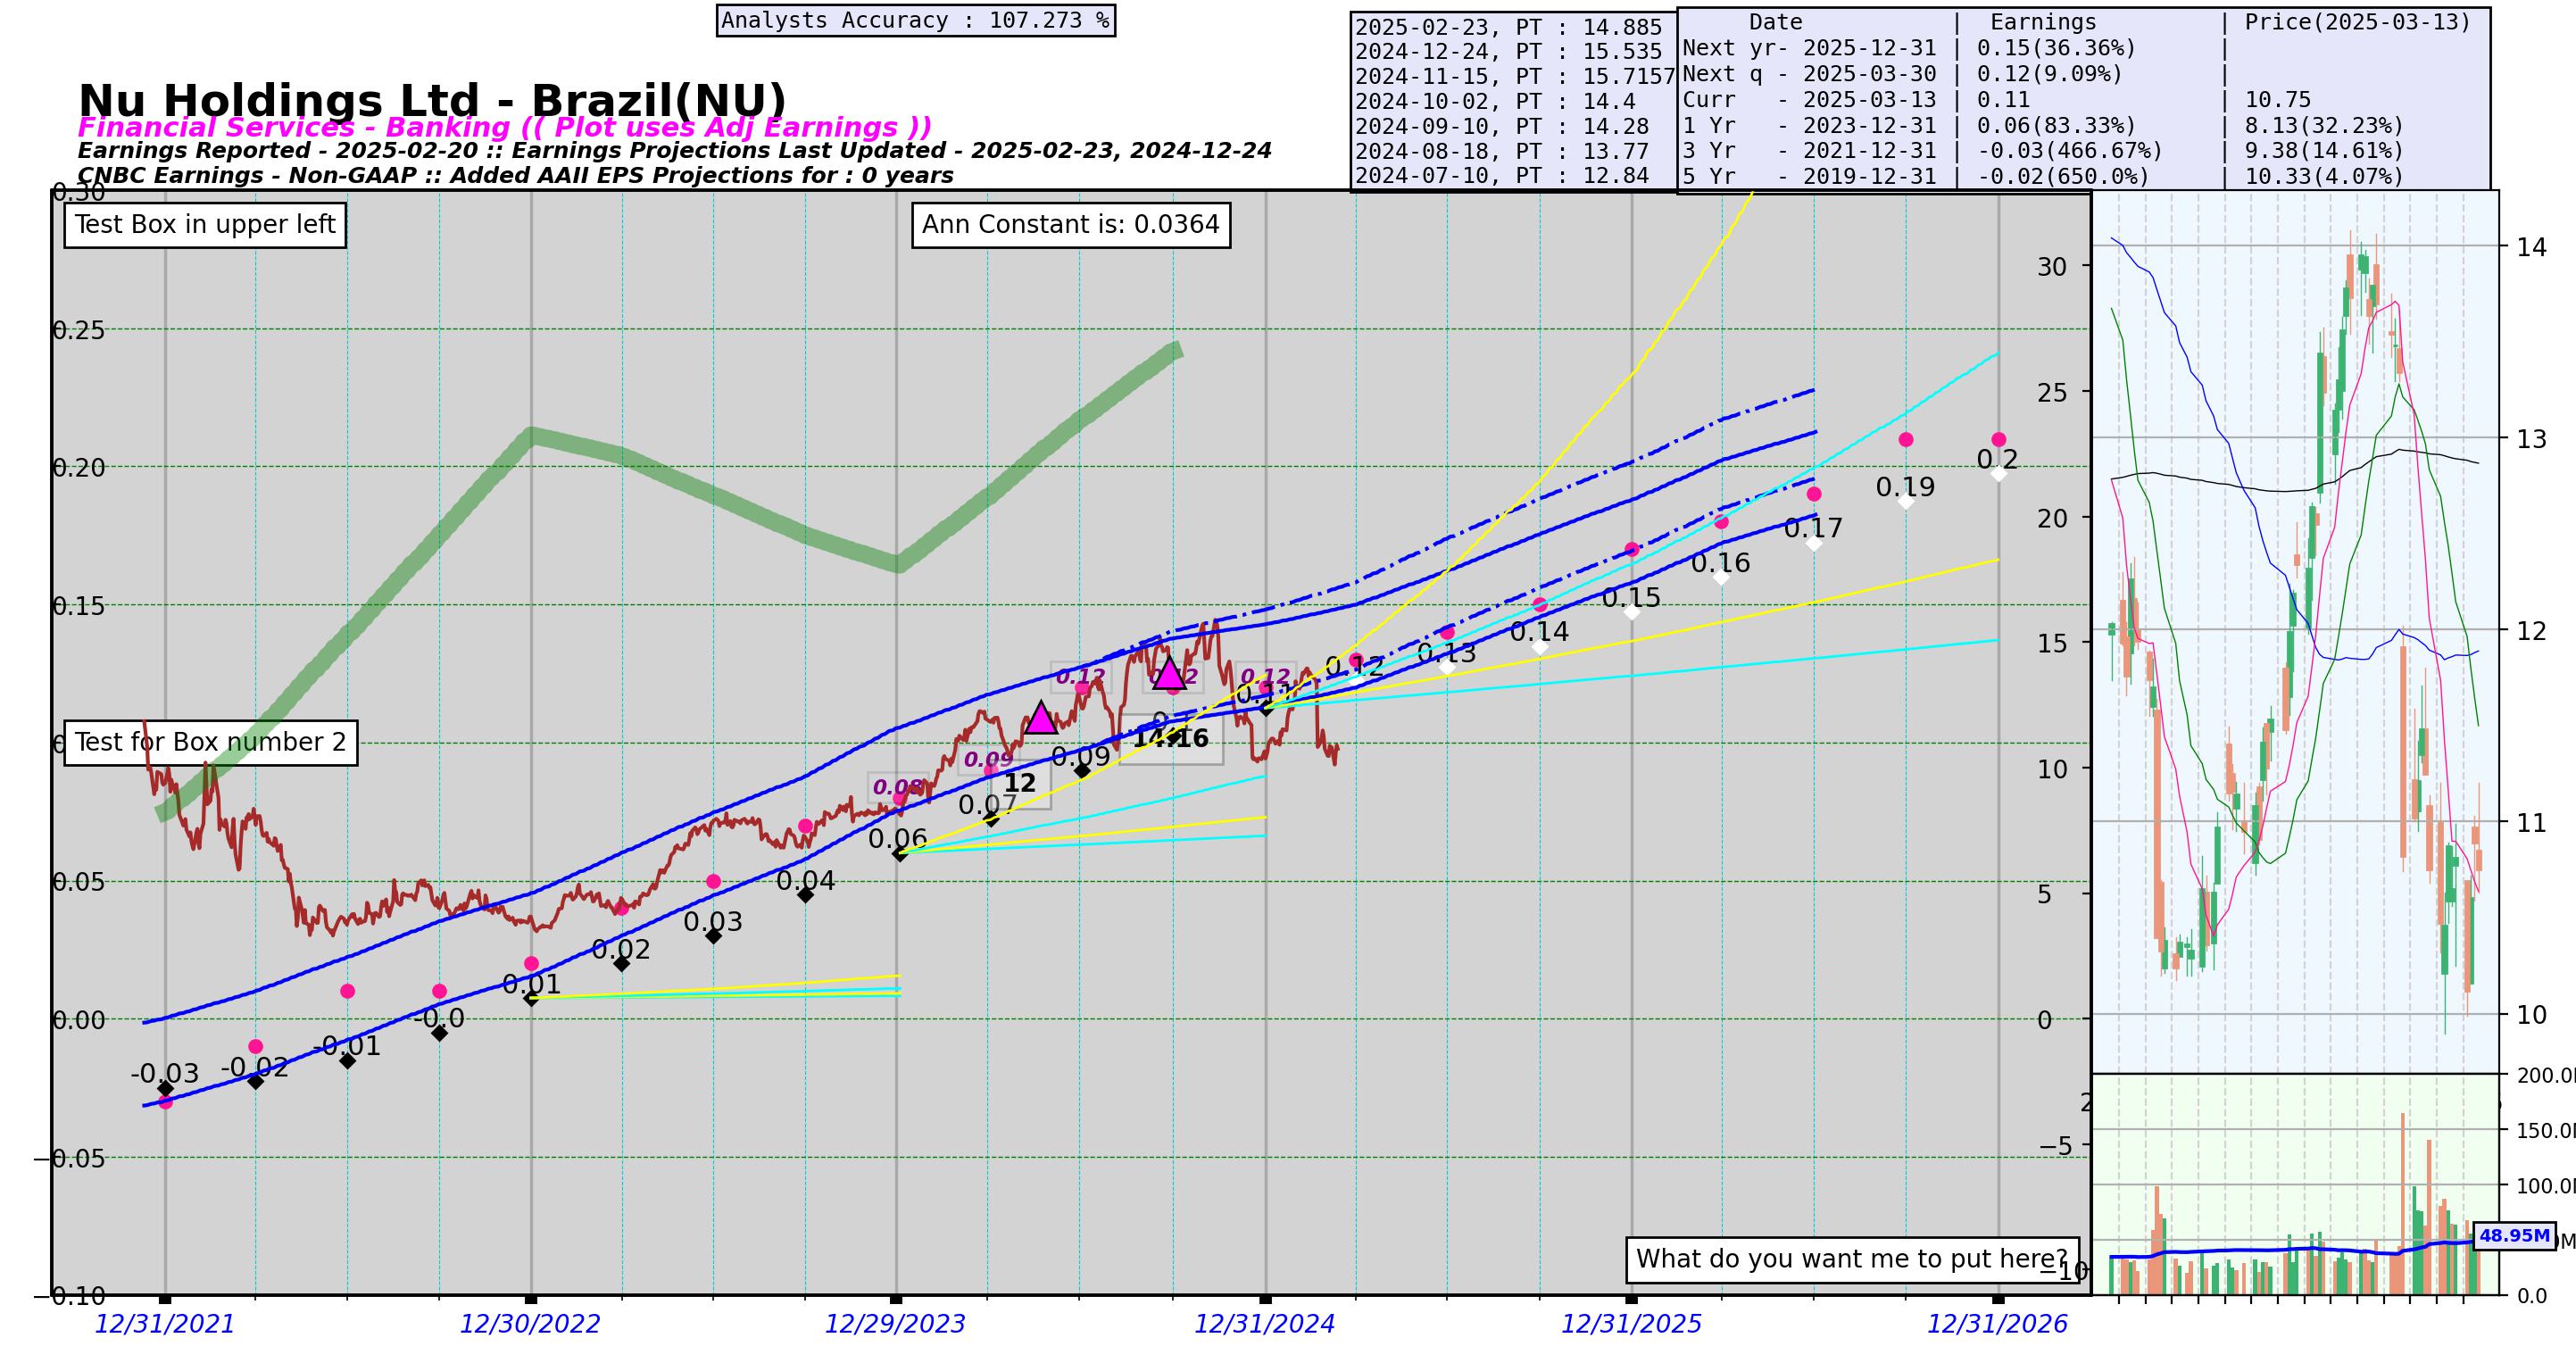 Analysts Accuracy : 107.273 %
2025-02-23, PT : 14.885
2024-12-24, PT : 15.535
2024-11-15, PT : 15.7157
2024-10-02, PT : 14.4
2024-09-10, PT : 14.28
2024-08-18, PT : 13.77
2024-07-10, PT : 12.84
Date | Earnings | Price(2025-03-13)
Next yr- 2025-12-31 | 0.15(36.36%) |
Next q - 2025-03-30 | 0.12(9.09%) |
Curr - 2025-03-13 | 0.11 | 10.75
1 Yr - 2023-12-31 | 0.06(83.33%) | 8.13(32.23%)
3 Yr - 2021-12-31 | -0.03(466.67%) | 9.38(14.61%)
5 Yr - 2019-12-31 | -0.02(650.0%) | 10.33(4.07%)
Nu Holdings Ltd - Brazil(NU)
Financial Services - Banking (( Plot uses Adj Earnings ))
Earnings Reported - 2025-02-20 :: Earnings Projections Last Updated - 2025-02-23, 2024-12-24
CNBC Earnings - Non-GAAP :: Added AAII EPS Projections for : 0 years
Test Box in upper left
Ann Constant is: 0.0364
Test for Box number 2
What do you want me to put here?
0.30
0.25
0.20
0.15
0.05
0.00
−0.05
−0.10
-0.03
-0.02
-0.01
-0.0
0.01
0.02
0.03
0.04
0.06
0.07
0.09
0.11
0.12
0.13
0.14
0.15
0.16
0.17
0.19
0.2
0.08
0.09
0.12
0.12
0.12
12
14.16
30
25
20
15
10
5
0
−5
−10
14
13
12
11
10
200.0
150.0
100.0
0.0
48.95M
12/31/2021
12/30/2022
12/29/2023
12/31/2024
12/31/2025
12/31/2026